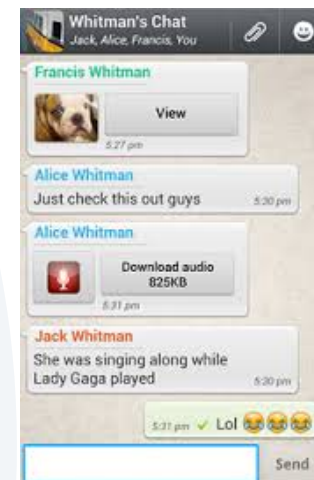 Whitman's Chat
Jack, Alice, Francis, You
Francis Whitman
View
5:27 pm
Alice Whitman
Just check this out guys
5:30 pm
Alice Whitman
Download audio
825KB
5:31 pm
Jack Whitman
She was singing along while
Lady Gaga played
5:30 pm
5:31 pm ✓ Lol 😂😂😂
Send